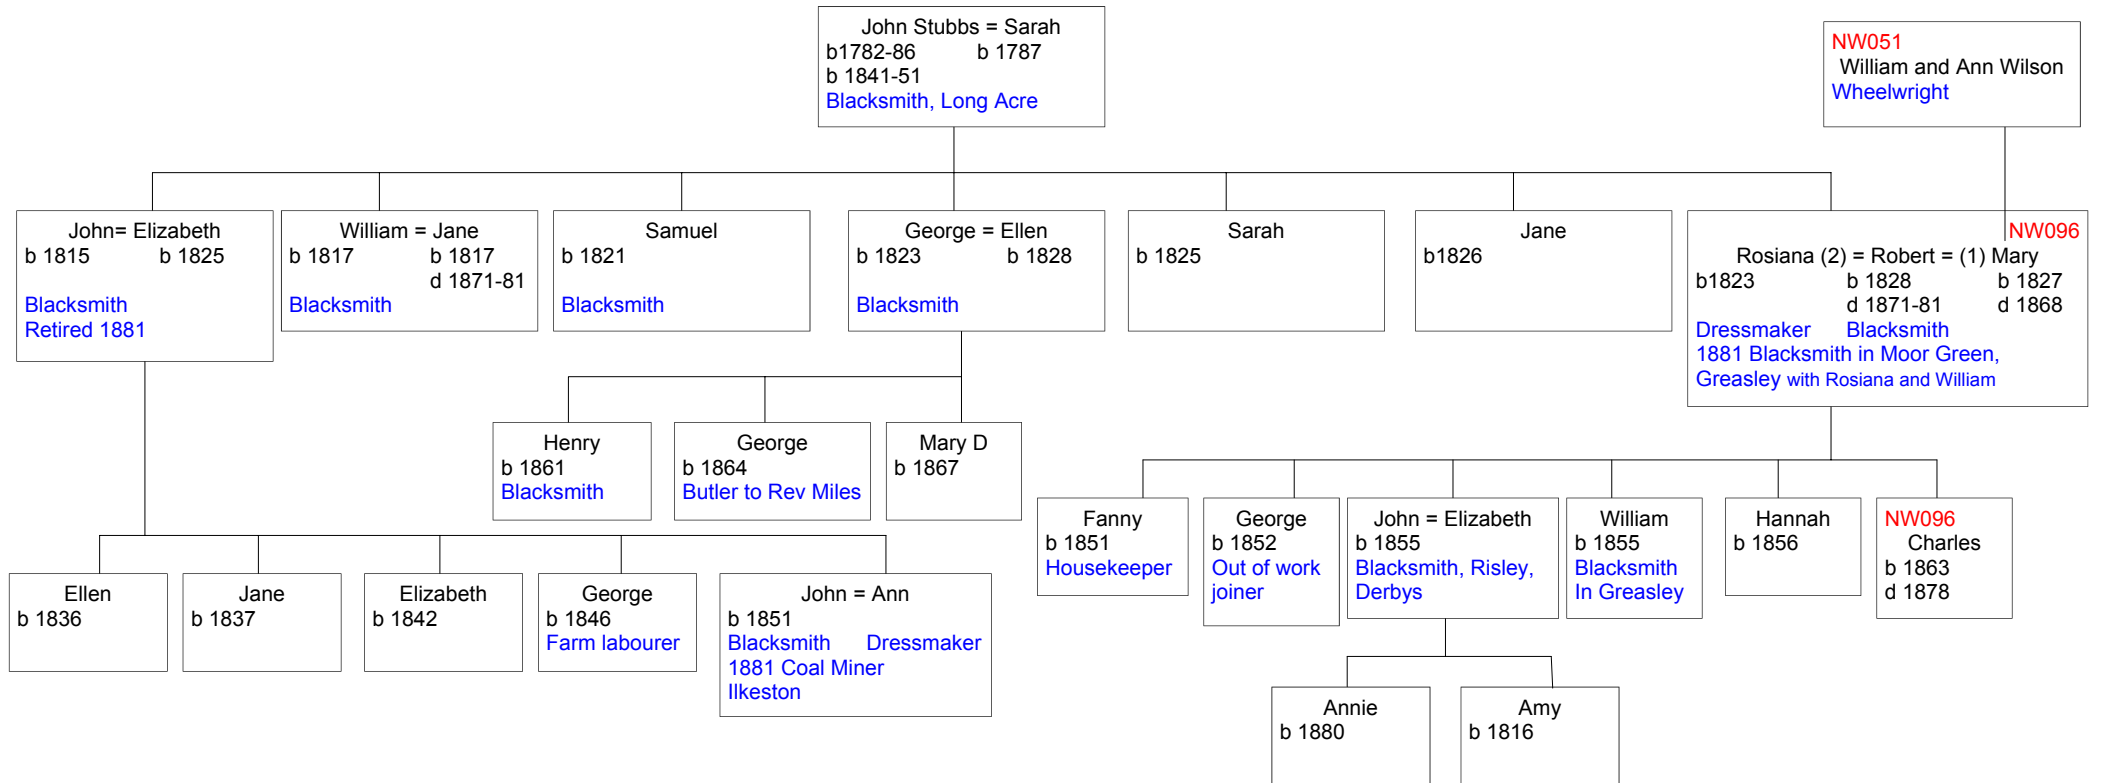 John Stubbs = Sarah
b1782-86 b 1787
b 1841-51
Blacksmith, Long Acre
NW051
William and Ann Wilson
Wheelwright
John= Elizabeth
b 1815 b 1825
Blacksmith
Retired 1881
William = Jane
b 1817 b 1817
d 1871-81
Blacksmith
Samuel
b 1821
Blacksmith
George = Ellen
b 1823 b 1828
Blacksmith
Sarah
b 1825
Jane
b1826
NW096
Rosiana (2) = Robert = (1) Mary
b1823 b 1828 b 1827
d 1871-81 d 1868
Dressmaker Blacksmith
1881 Blacksmith in Moor Green,
Greasley with Rosiana and William
Henry
b 1861
Blacksmith
George
b 1864
Butler to Rev Miles
Mary D
b 1867
Fanny
b 1851
Housekeeper
George
b 1852
Out of work
joiner
John = Elizabeth
b 1855
Blacksmith, Risley,
Derbys
William
b 1855
Blacksmith
In Greasley
Hannah
b 1856
NW096
Charles
b 1863
d 1878
Ellen
b 1836
Jane
b 1837
Elizabeth
b 1842
George
b 1846
Farm labourer
John = Ann
b 1851
Blacksmith Dressmaker
1881 Coal Miner
Ilkeston
Annie
b 1880
Amy
b 1816